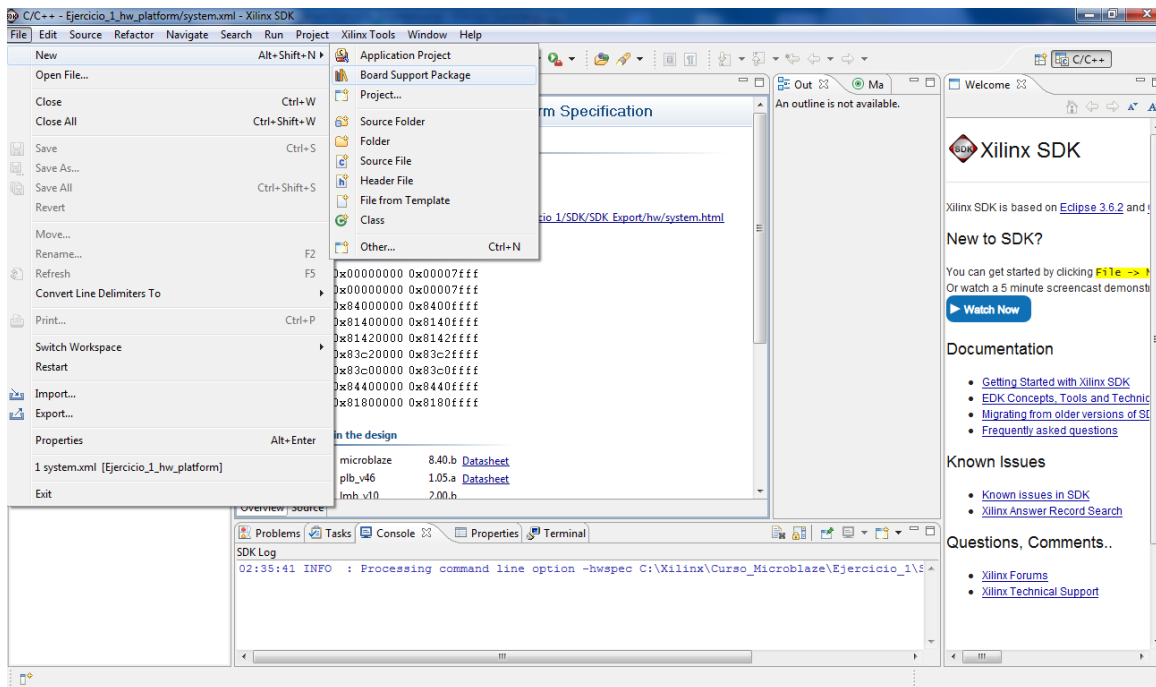 C/C++ - Ejercicio_1_hw_platform/system.xml - Xilinx SDK
File Edit Source Refactor Navigate Search Run Project Xilinx Tools Window Help
New Alt+Shift+N
Open File...
Close Ctrl+W
Close All Ctrl+Shift+W
Save Ctrl+S
Save As...
Save All Ctrl+Shift+S
Revert
Move...
Rename... F2
Refresh F5
Convert Line Delimiters To
Print... Ctrl+P
Switch Workspace
Restart
Import...
Export...
Properties Alt+Enter
1 system.xml [Ejercicio_1_hw_platform]
Exit
Application Project
Board Support Package
Project...
Source Folder
Folder
Source File
Header File
File from Template
Class
Other... Ctrl+N
C/C++
rm Specification
cio 1/SDK/SDK Export/hw/system.html
0x00000000 0x00007fff
0x00000000 0x00007fff
0x84000000 0x8400ffff
0x81400000 0x8140ffff
0x81420000 0x8142ffff
0x83c20000 0x83c2ffff
0x83c00000 0x83c0ffff
0x84400000 0x8440ffff
0x81800000 0x8180ffff
in the design
microblaze 8.40.b Datasheet
plb_v46 1.05.a Datasheet
lmb_v10 2.00.b
Overview Source
Out Ma
An outline is not available.
Welcome
SDK Xilinx SDK
Xilinx SDK is based on Eclipse 3.6.2 and
New to SDK?
You can get started by clicking File -> N
Or watch a 5 minute screencast demonst
Watch Now
Documentation
Getting Started with Xilinx SDK
EDK Concepts, Tools and Technic
Migrating from older versions of SD
Frequently asked questions
Known Issues
Known issues in SDK
Xilinx Answer Record Search
Questions, Comments..
Xilinx Forums
Xilinx Technical Support
Problems Tasks Console Properties Terminal
SDK Log
02:35:41 INFO : Processing command line option -hwspec C:\Xilinx\Curso_Microblaze\Ejercicio_1\S